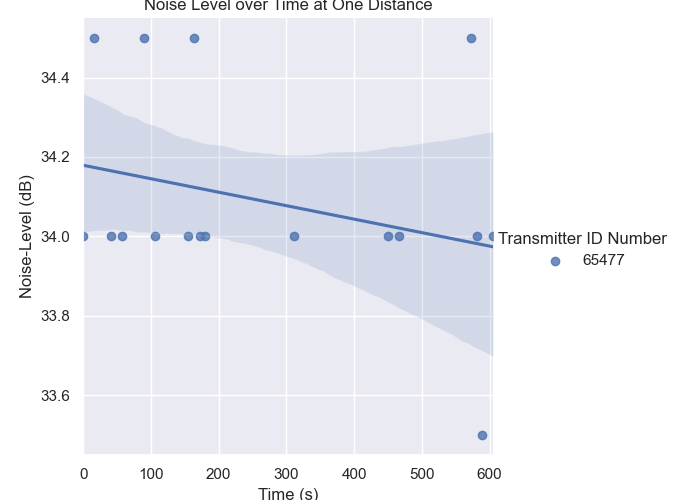 Noise Level over Time at One Distance
34.4
34.2
34.0
33.8
33.6
Noise-Level (dB)
0 100 200 300 400 500 600
Time (s)
Transmitter ID Number
65477